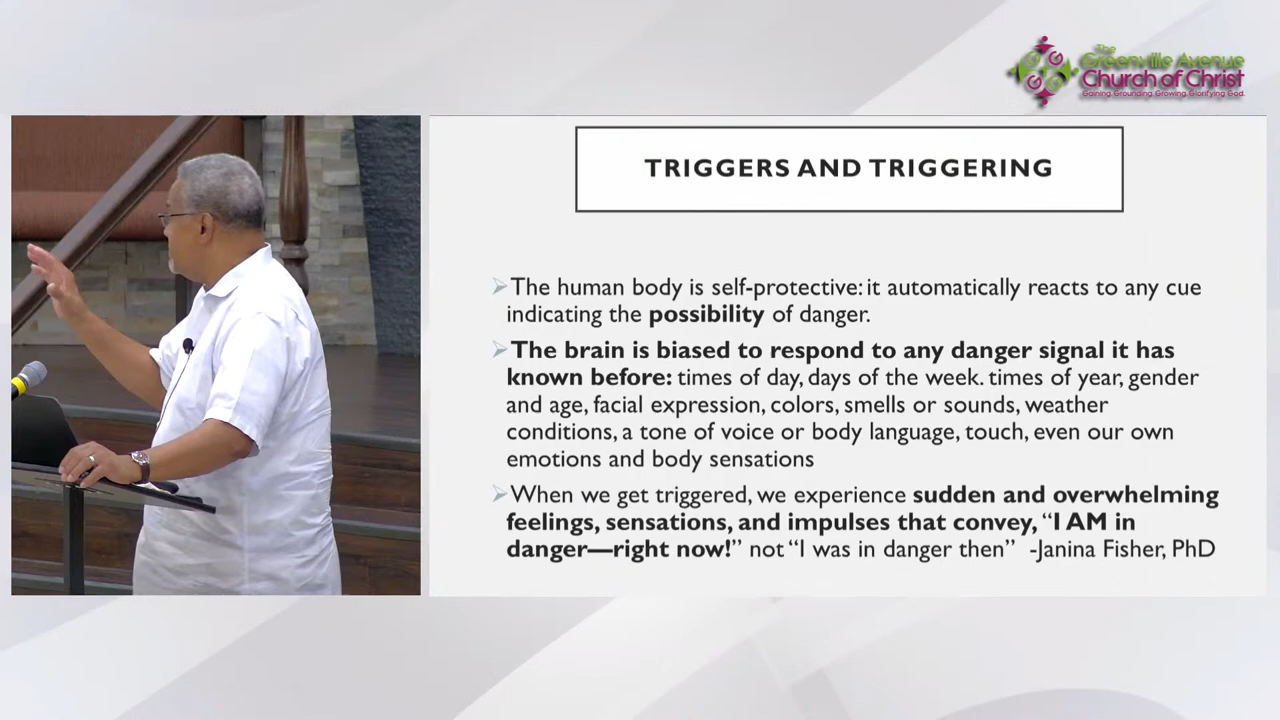 The
Greenville Avenue
Church of Christ
Gaining. Grounding. Growing. Glorifying God.
TRIGGERS AND TRIGGERING
The human body is self-protective: it automatically reacts to any cue
indicating the possibility of danger.
The brain is biased to respond to any danger signal it has
known before: times of day, days of the week. times of year, gender
and age, facial expression, colors, smells or sounds, weather
conditions, a tone of voice or body language, touch, even our own
emotions and body sensations
When we get triggered, we experience sudden and overwhelming
feelings, sensations, and impulses that convey, “I AM in
danger—right now!” not “I was in danger then” -Janina Fisher, PhD